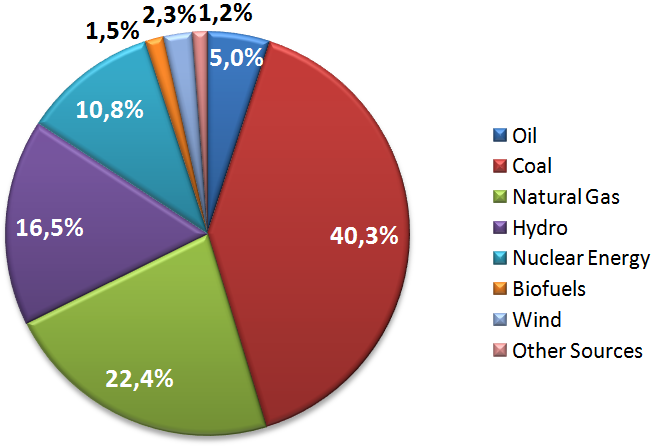 2,3%
1,2%
1,5%
5,0%
10,8%
16,5%
40,3%
22,4%
Oil
Coal
Natural Gas
Hydro
Nuclear Energy
Biofuels
Wind
Other Sources